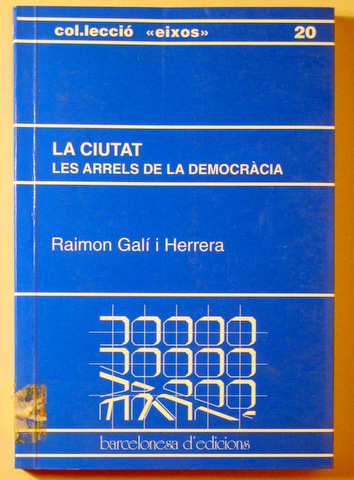 col.lecció «eixos» 20
LA CIUTAT
LES ARRELS DE LA DEMOCRÀCIA
Raimon Galí i Herrera
barcelonesa d'edicions